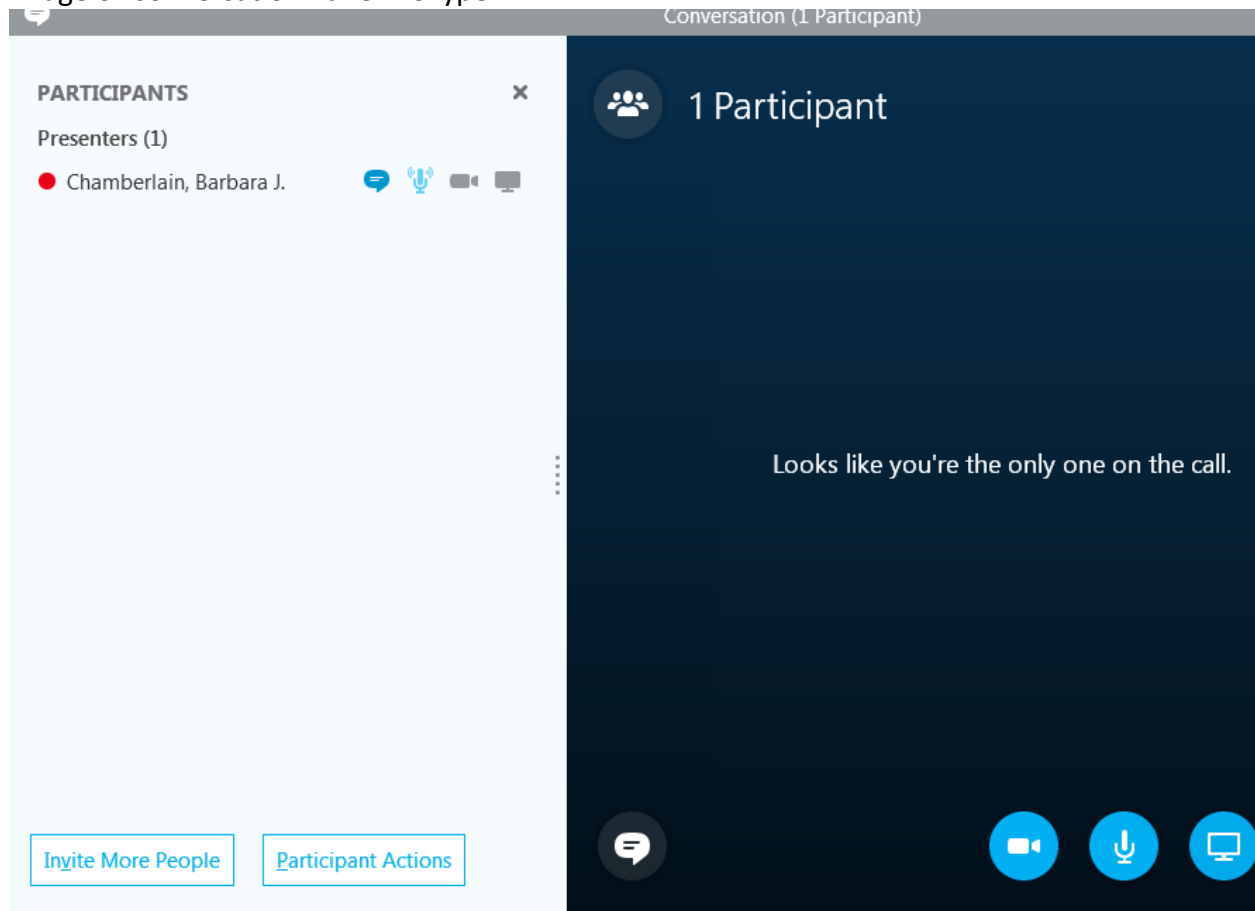 Conversation (1 Participant)
PARTICIPANTS
Presenters (1)
Chamberlain, Barbara J.
Invite More People
Participant Actions
1 Participant
Looks like you're the only one on the call.